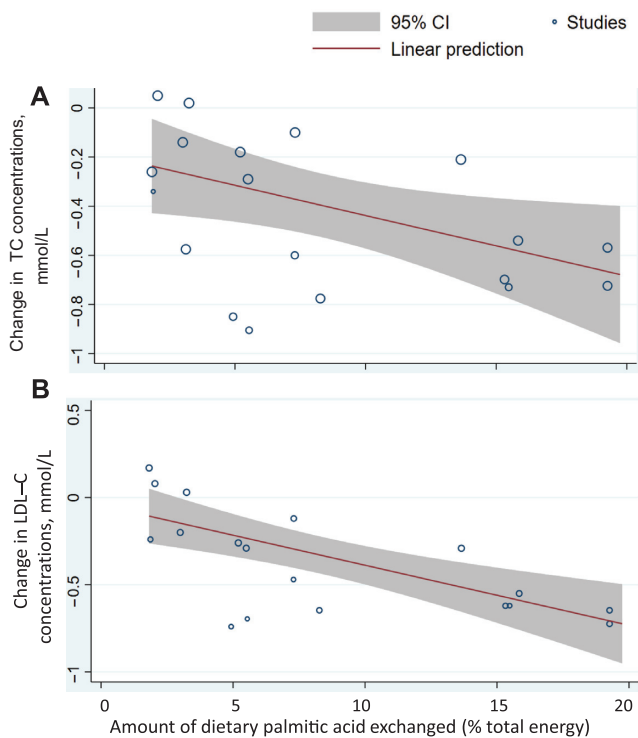 95% CI
Studies
Linear prediction
A
Change in TC concentrations,
mmol/L
0
−0.2
−0.4
−0.6
−0.8
−1
B
Change in LDL–C
concentrations, mmol/L
0.5
0
−0.5
−1
0 5 10 15 20
Amount of dietary palmitic acid exchanged (% total energy)